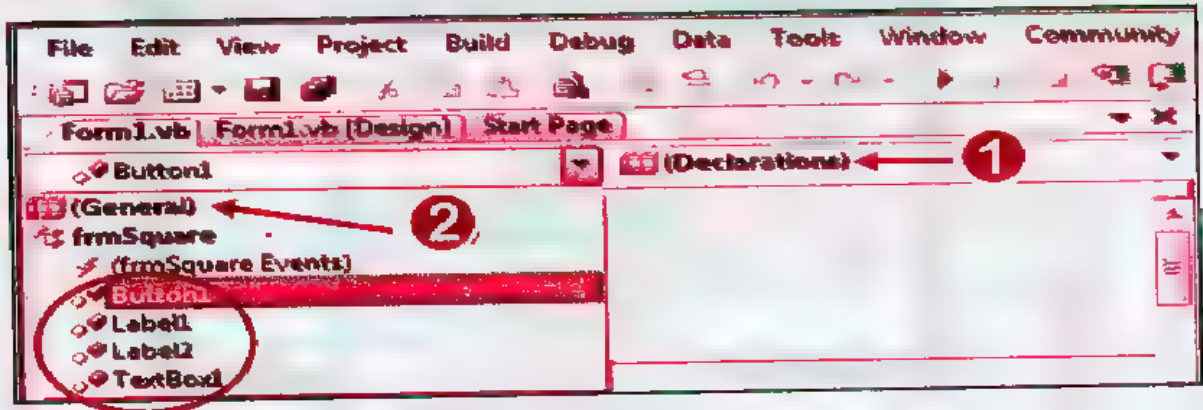 File Edit View Project Build Debug Data Tools Window Community
Form1.vb Form1.vb [Design] Start Page
Button1 (Declarations) 1
(General) 2
frmSquare
(frmSquare Events)
Button1
Label1
Label2
TextBox1